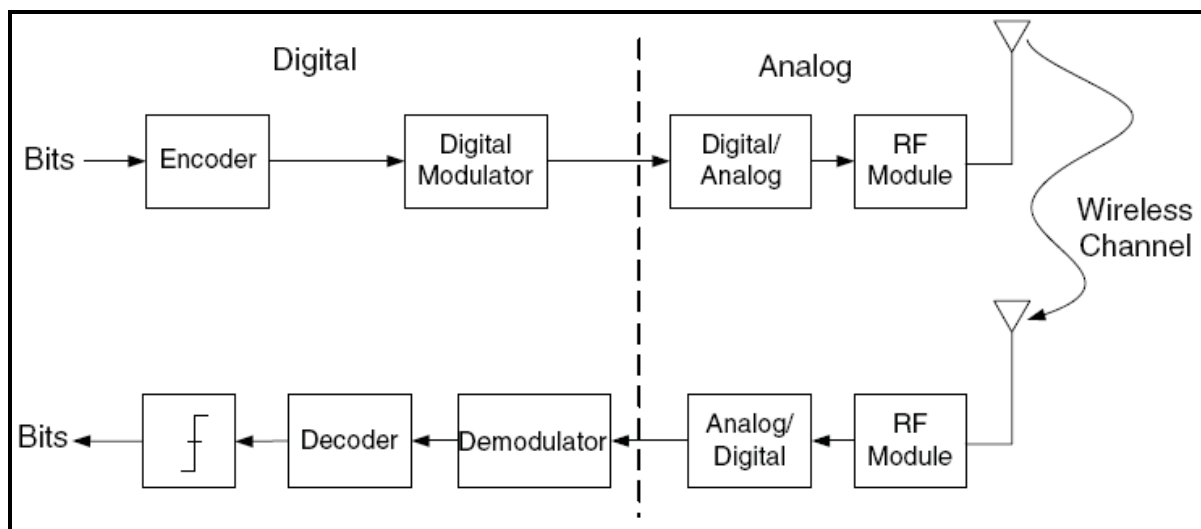 Digital
Analog
Bits
Encoder
Digital
Modulator
Digital/
Analog
RF
Module
Wireless
Channel
Bits
Decoder
Demodulator
Analog/
Digital
RF
Module